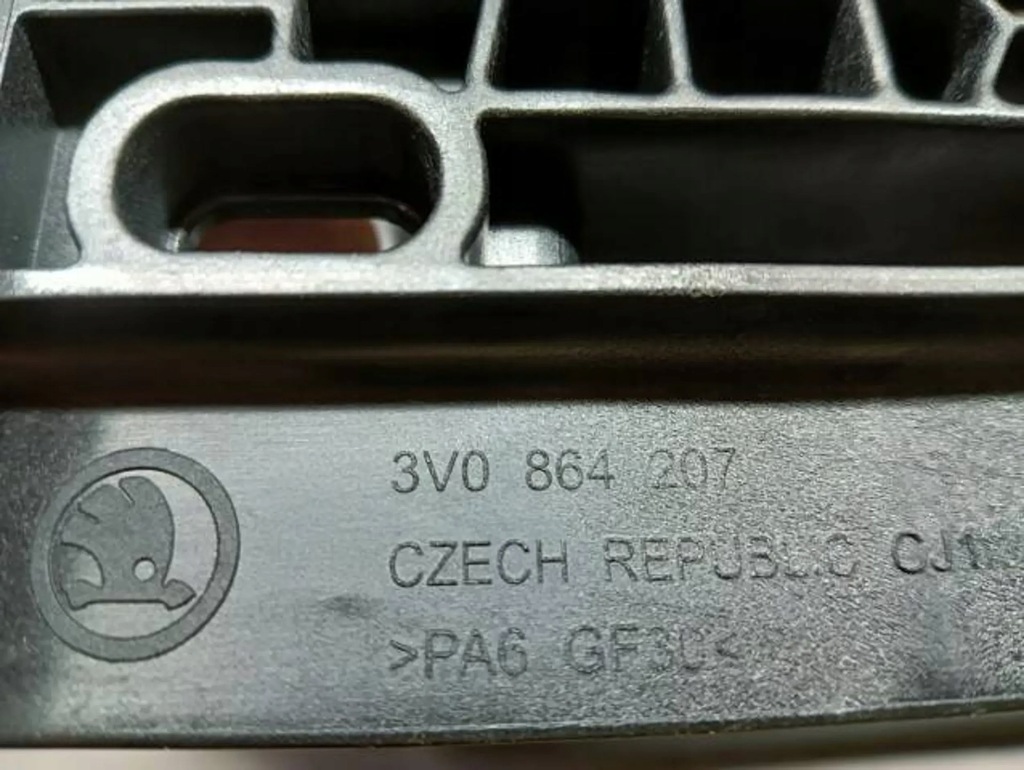 3V0 864 207
CZECH REPUBLIC
>PA6 GF30<